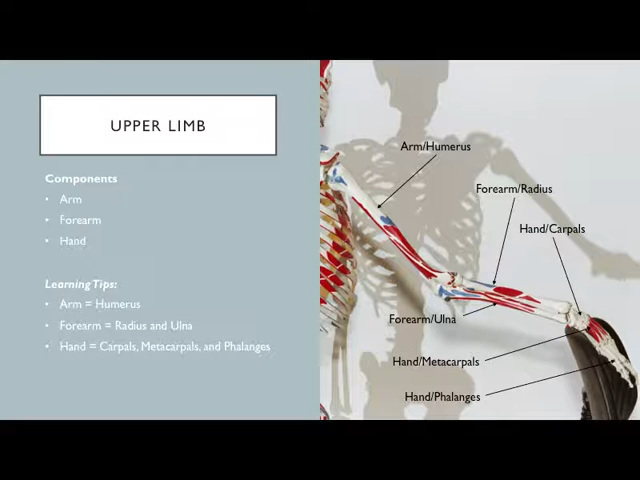 UPPER LIMB
Components
• Arm
• Forearm
• Hand
Learning Tips:
• Arm = Humerus
• Forearm = Radius and Ulna
• Hand = Carpals, Metacarpals, and Phalanges
Arm/Humerus
Forearm/Radius
Hand/Carpals
Forearm/Ulna
Hand/Metacarpals
Hand/Phalanges